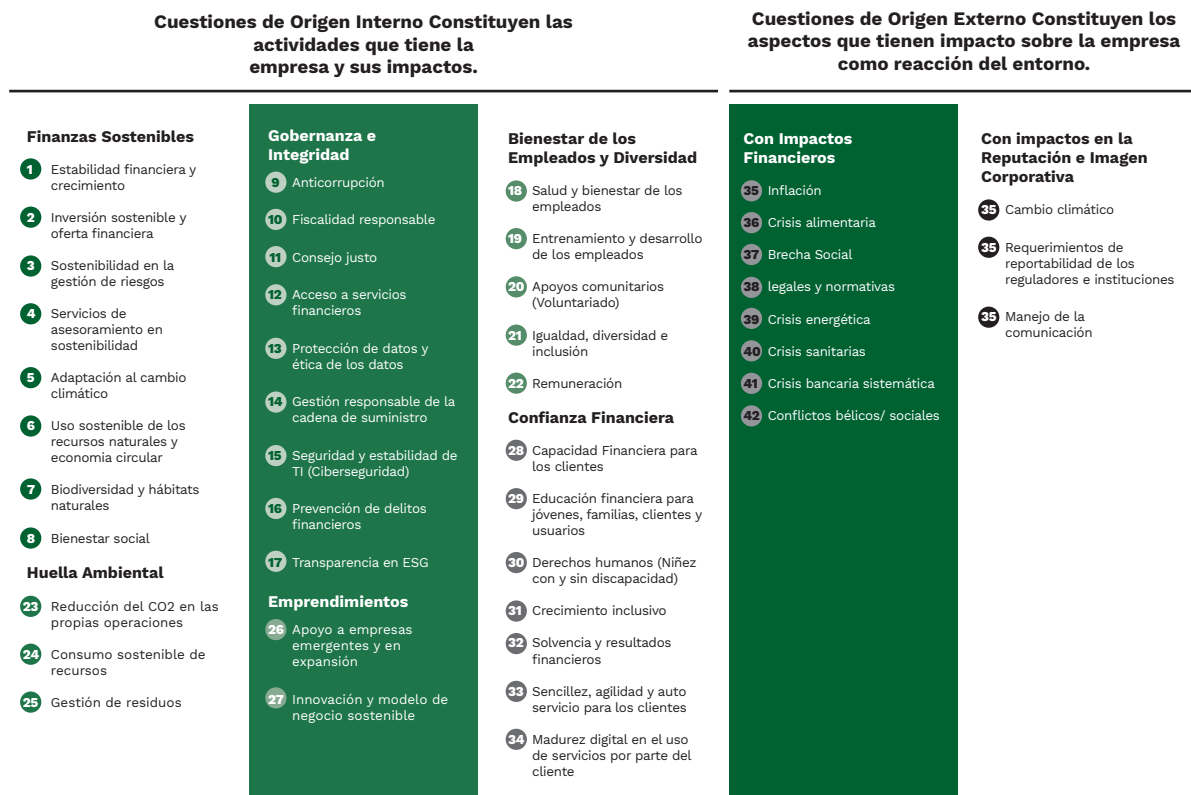 Cuestiones de Origen Interno Constituyen las
actividades que tiene la
empresa y sus impactos.
Finanzas Sostenibles
1 Estabilidad financiera y
crecimiento
2 Inversión sostenible y
oferta financiera
3 Sostenibilidad en la
gestión de riesgos
4 Servicios de
asesoramiento en
sostenibilidad
5 Adaptación al cambio
climático
6 Uso sostenible de los
recursos naturales y
economia circular
7 Biodiversidad y hábitats
naturales
8 Bienestar social
Huella Ambiental
23 Reducción del CO2 en las
propias operaciones
24 Consumo sostenible de
recursos
25 Gestión de residuos
Gobernanza e
Integridad
9 Anticorrupción
10 Fiscalidad responsable
11 Consejo justo
12 Acceso a servicios
financieros
13 Protección de datos y
ética de los datos
14 Gestión responsable de la
cadena de suministro
15 Seguridad y estabilidad de
TI (Ciberseguridad)
16 Prevención de delitos
financieros
17 Transparencia en ESG
Emprendimientos
26 Apoyo a empresas
emergentes y en
expansión
27 Innovación y modelo de
negocio sostenible
Bienestar de los
Empleados y Diversidad
18 Salud y bienestar de los
empleados
19 Entrenamiento y desarrollo
de los empleados
20 Apoyos comunitarios
(Voluntariado)
21 Igualdad, diversidad e
inclusión
22 Remuneración
Confianza Financiera
28 Capacidad Financiera para
los clientes
29 Educación financiera para
jóvenes, familias, clientes y
usuarios
30 Derechos humanos (Niñez
con y sin discapacidad)
31 Crecimiento inclusivo
32 Solvencia y resultados
financieros
33 Sencillez, agilidad y auto
servicio para los clientes
34 Madurez digital en el uso
de servicios por parte del
cliente
Cuestiones de Origen Externo Constituyen los
aspectos que tienen impacto sobre la empresa
como reacción del entorno.
Con Impactos
Financieros
35 Inflación
36 Crisis alimentaria
37 Brecha Social
38 legales y normativas
39 Crisis energética
40 Crisis sanitarias
41 Crisis bancaria sistemática
42 Conflictos bélicos/ sociales
Con impactos en la
Reputación e Imagen
Corporativa
35 Cambio climático
35 Requerimientos de
reportabilidad de los
reguladores e instituciones
35 Manejo de la
comunicación